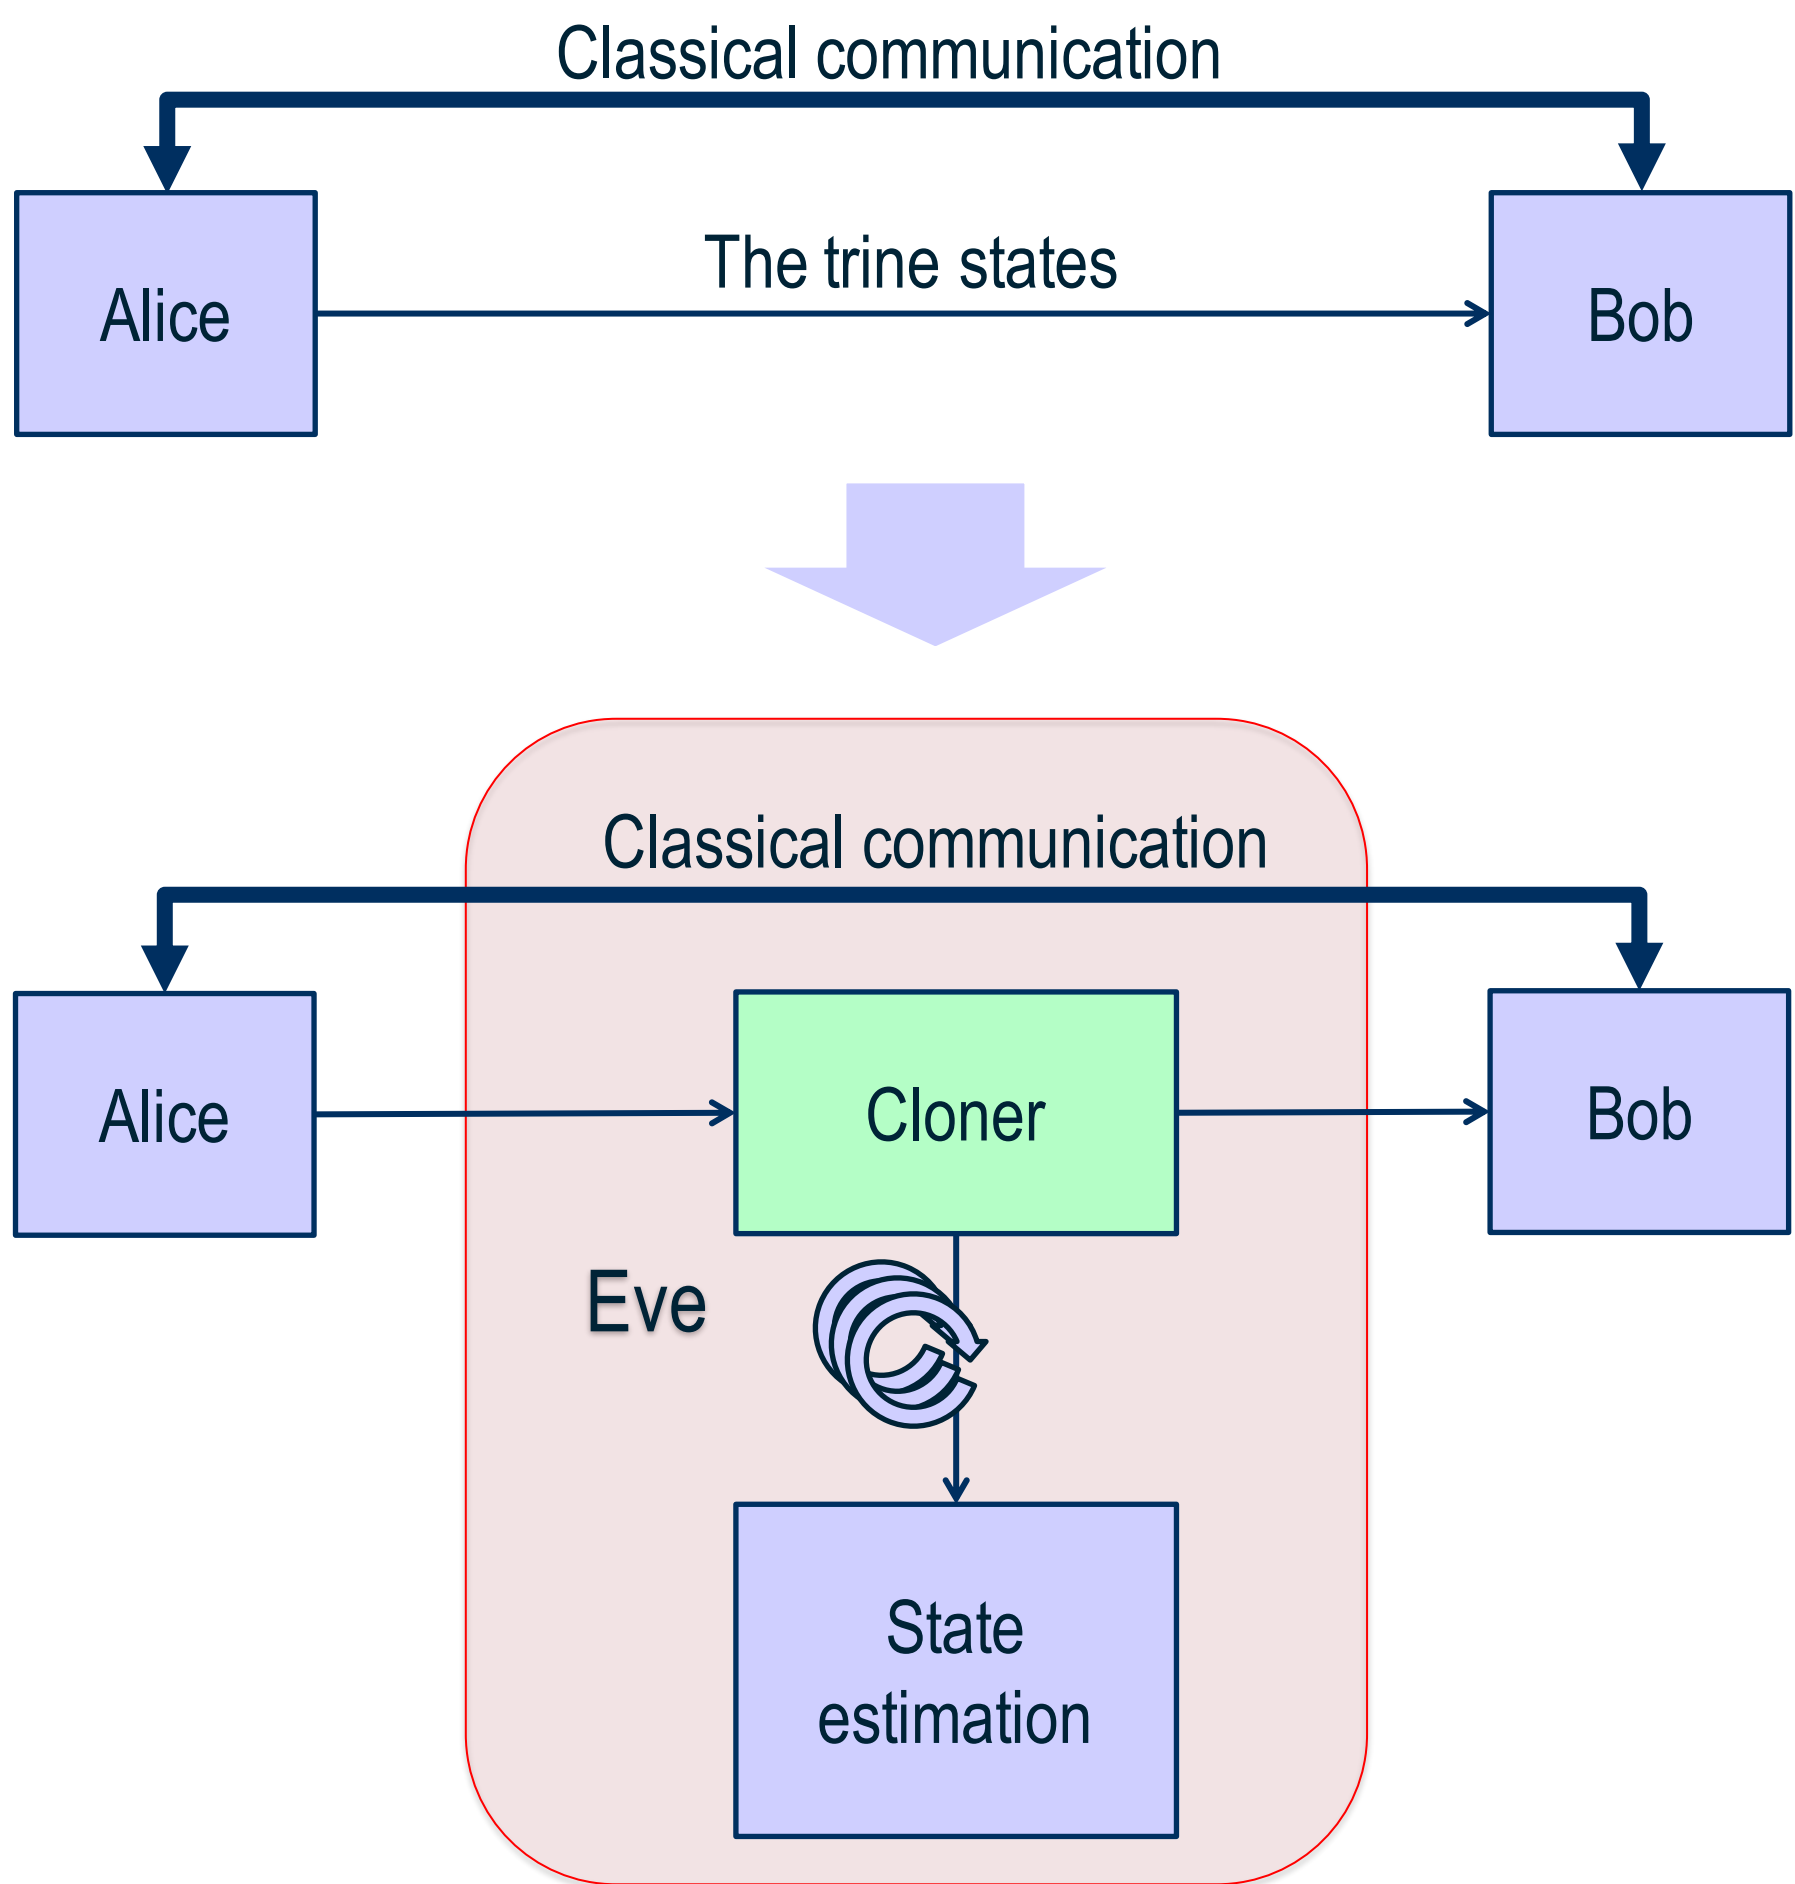 Classical communication
Alice
The trine states
Bob
Classical communication
Alice
Cloner
Bob
Eve
State
estimation